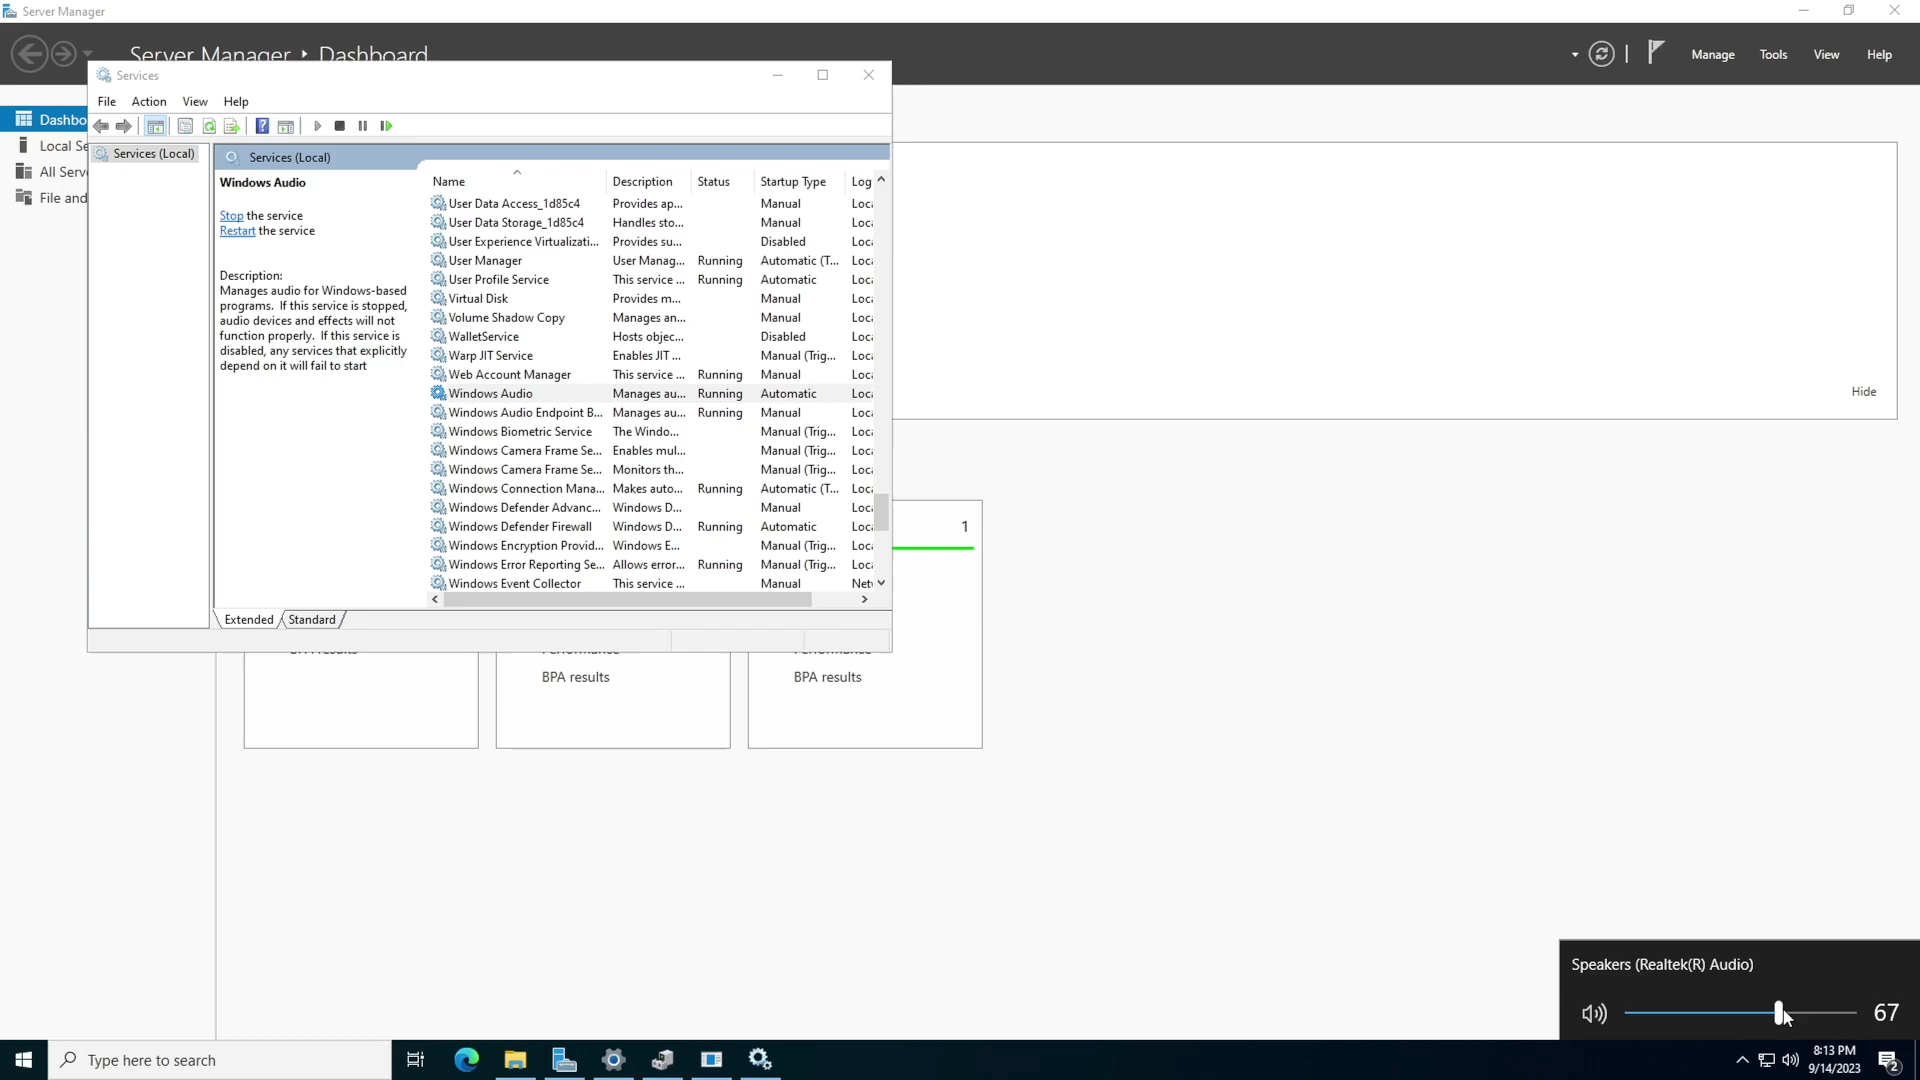 Server Manager
Server Manager ‣ Dashboard
Manage Tools View Help
Dashbo
Local Se
All Serv
File and
Services
File Action View Help
Services (Local)
Services (Local)
Windows Audio
Stop the service
Restart the service
Description:
Manages audio for Windows-based
programs. If this service is stopped,
audio devices and effects will not
function properly. If this service is
disabled, any services that explicitly
depend on it will fail to start
Name Description Status Startup Type Log
User Data Access_1d85c4 Provides ap... Manual Loca
User Data Storage_1d85c4 Handles sto... Manual Loca
User Experience Virtualizati... Provides su... Disabled Loca
User Manager User Manag... Running Automatic (T... Loca
User Profile Service This service ... Running Automatic Loca
Virtual Disk Provides m... Manual Loca
Volume Shadow Copy Manages an... Manual Loca
WalletService Hosts objec... Disabled Loca
Warp JIT Service Enables JIT ... Manual (Trig... Loca
Web Account Manager This service ... Running Manual Loca
Windows Audio Manages au... Running Automatic Loca
Windows Audio Endpoint B... Manages au... Running Manual Loca
Windows Biometric Service The Windo... Manual (Trig... Loca
Windows Camera Frame Se... Enables mul... Manual (Trig... Loca
Windows Camera Frame Se... Monitors th... Manual (Trig... Loca
Windows Connection Mana... Makes auto... Running Automatic (T... Loca
Windows Defender Advanc... Windows D... Manual Loca
Windows Defender Firewall Windows D... Running Automatic Loca
Windows Encryption Provid... Windows E... Manual (Trig... Loca
Windows Error Reporting Se... Allows error... Running Manual (Trig... Loca
Windows Event Collector This service ... Manual Net
Extended Standard
Hide
1
BPA results Performance Performance
BPA results BPA results
Speakers (Realtek(R) Audio)
67
Type here to search
8:13 PM
9/14/2023
2